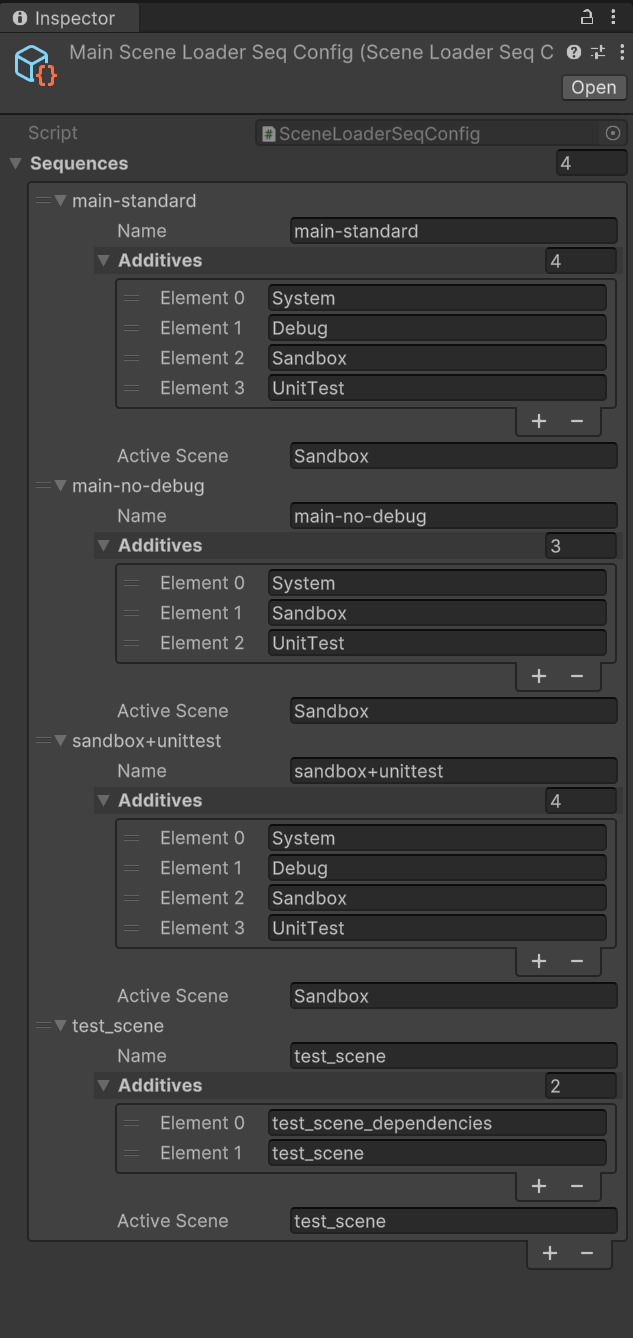 Inspector
Main Scene Loader Seq Config (Scene Loader Seq C
Open
Script SceneLoaderSeqConfig
Sequences 4
main-standard
Name main-standard
Additives 4
Element 0 System
Element 1 Debug
Element 2 Sandbox
Element 3 UnitTest
+ −
Active Scene Sandbox
main-no-debug
Name main-no-debug
Additives 3
Element 0 System
Element 1 Sandbox
Element 2 UnitTest
+ −
Active Scene Sandbox
sandbox+unittest
Name sandbox+unittest
Additives 4
Element 0 System
Element 1 Debug
Element 2 Sandbox
Element 3 UnitTest
+ −
Active Scene Sandbox
test_scene
Name test_scene
Additives 2
Element 0 test_scene_dependencies
Element 1 test_scene
+ −
Active Scene test_scene
+ −